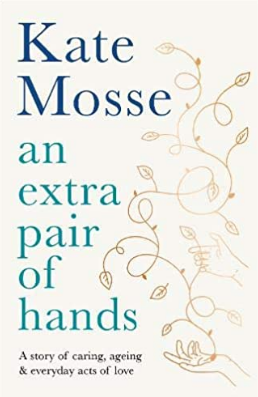 Kate
Mosse
an
extra
pair
of
hands
A story of caring, ageing
& everyday acts of love